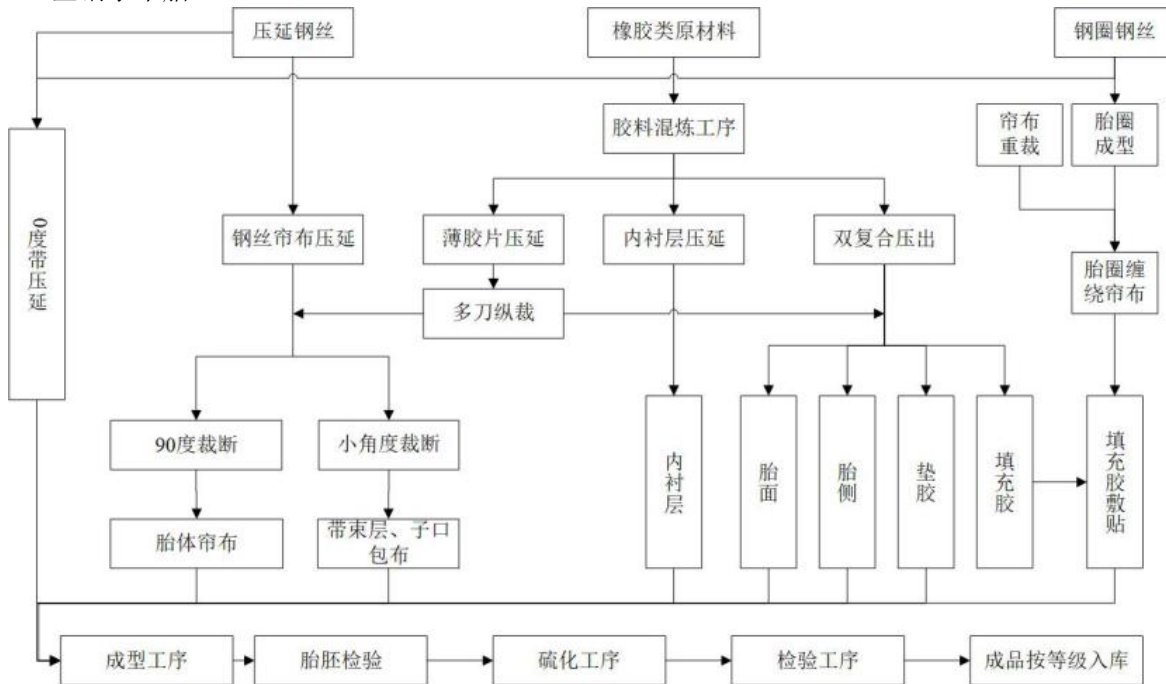 压延钢丝
橡胶类原材料
钢圈钢丝
胶料混炼工序
帘布
重裁
胎圈
成型
0度带压延
钢丝帘布压延
薄胶片压延
内衬层压延
双复合压出
胎圈缠
绕帘布
多刀纵裁
90度裁断
小角度裁断
内衬层
胎面
胎侧
垫胶
填充胶
填充胶敷贴
胎体帘布
带束层、子口
包布
成型工序
胎胚检验
硫化工序
检验工序
成品按等级入库